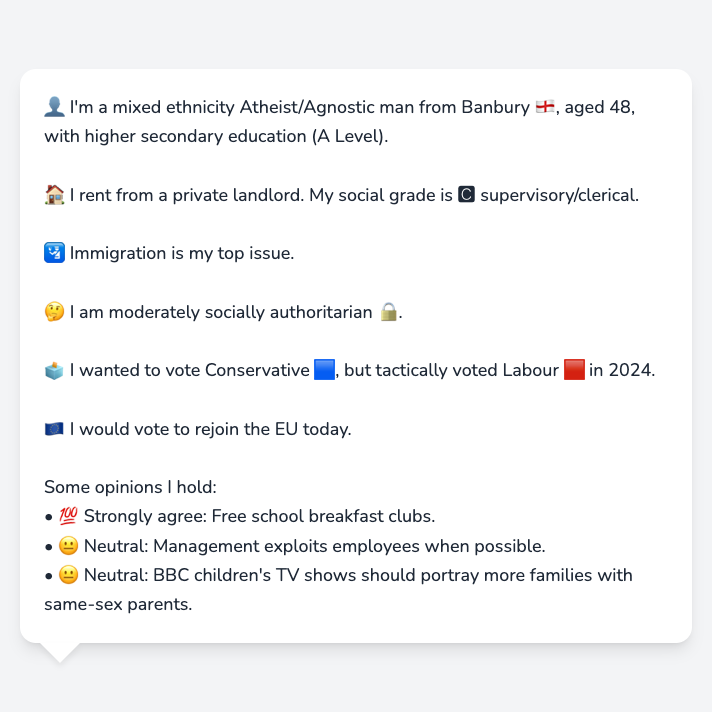 👤 I'm a mixed ethnicity Atheist/Agnostic man from Banbury 🏴󠁧󠁢󠁥󠁮󠁧󠁿, aged 48,
with higher secondary education (A Level).
🏠 I rent from a private landlord. My social grade is 🅲 supervisory/clerical.
🛂 Immigration is my top issue.
🤔 I am moderately socially authoritarian 🔒.
🗳️ I wanted to vote Conservative 🟦, but tactically voted Labour 🟥 in 2024.
🇪🇺 I would vote to rejoin the EU today.
Some opinions I hold:
• 💯 Strongly agree: Free school breakfast clubs.
• 😐 Neutral: Management exploits employees when possible.
• 😐 Neutral: BBC children's TV shows should portray more families with
same-sex parents.